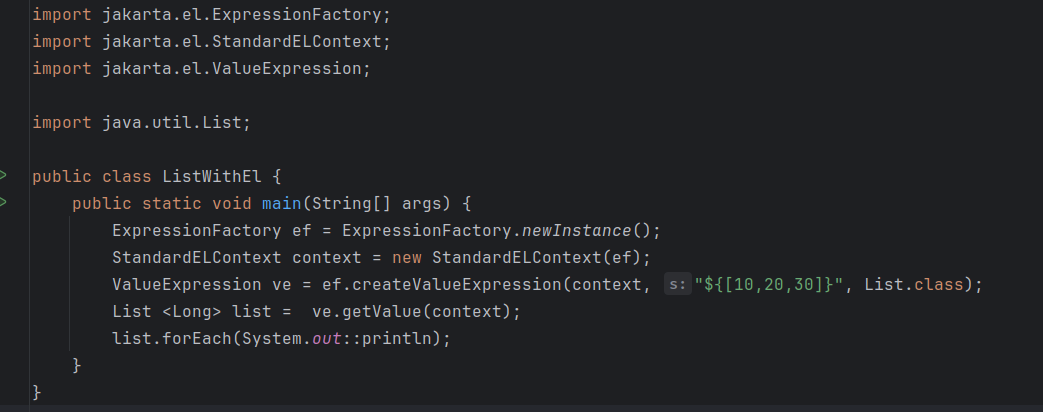 import jakarta.el.ExpressionFactory;
import jakarta.el.StandardELContext;
import jakarta.el.ValueExpression;

import java.util.List;

public class ListWithEl {
    public static void main(String[] args) {
        ExpressionFactory ef = ExpressionFactory.newInstance();
        StandardELContext context = new StandardELContext(ef);
        ValueExpression ve = ef.createValueExpression(context, s: "${[10,20,30]}", List.class);
        List <Long> list =  ve.getValue(context);
        list.forEach(System.out::println);
    }
}